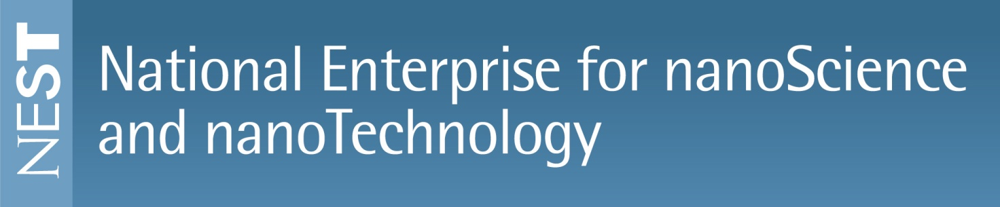 NEST
National Enterprise for nanoScience
and nanoTechnology